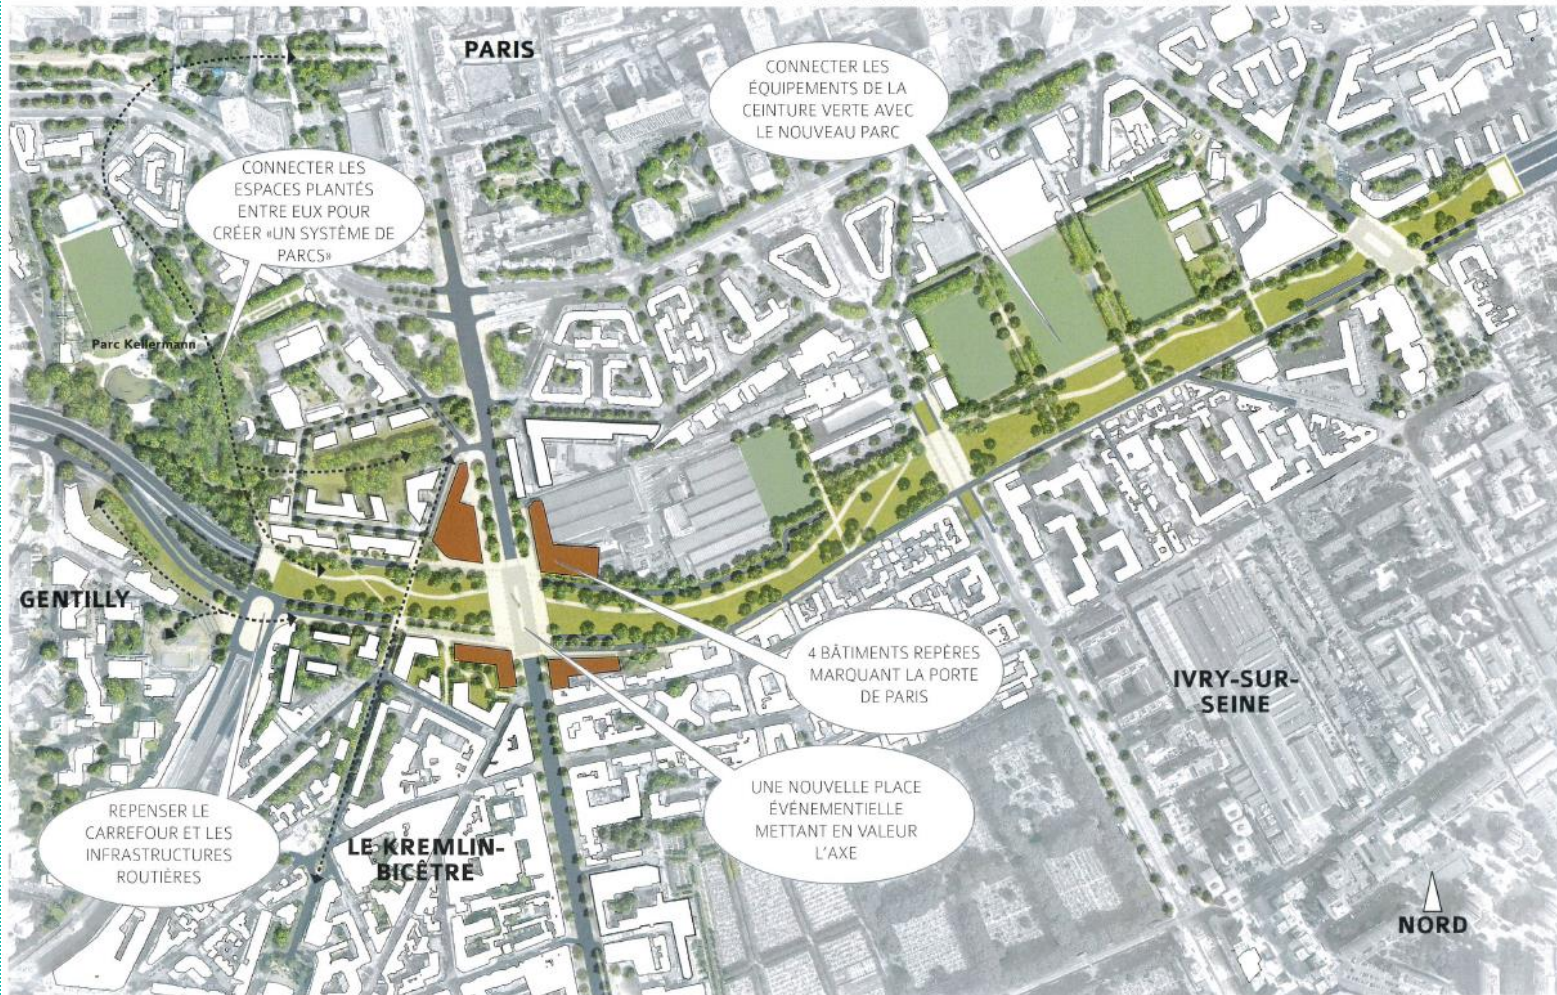 PARIS
CONNECTER LES
ÉQUIPEMENTS DE LA
CEINTURE VERTE AVEC
LE NOUVEAU PARC
CONNECTER LES
ESPACES PLANTÉS
ENTRE EUX POUR
CRÉER «UN SYSTÈME DE
PARCS»
Parc Kellermann
GENTILLY
4 BÂTIMENTS REPÈRES
MARQUANT LA PORTE
DE PARIS
IVRY-SUR-
SEINE
UNE NOUVELLE PLACE
ÉVÉNEMENTIELLE
METTANT EN VALEUR
L'AXE
REPENSER LE
CARREFOUR ET LES
INFRASTRUCTURES
ROUTIÈRES
LE KREMLIN-
BICÊTRE
NORD